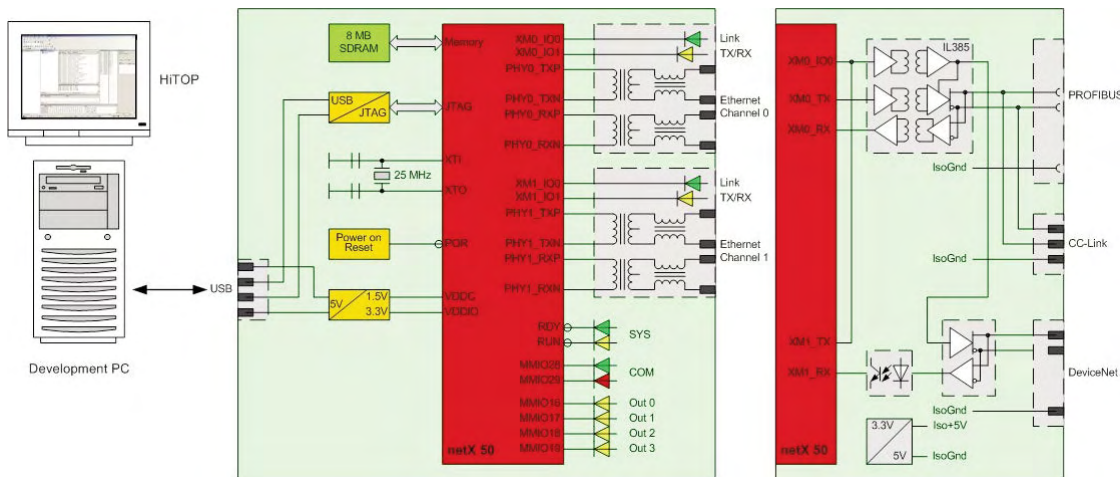 HiTOP
Development PC
USB
8 MB
SDRAM
USB
JTAG
25 MHz
Power on
Reset
5V
1.5V
3.3V
Memory
JTAG
XTI
XTO
POR
VDDC
VDDIO
XM0_IO0
XM0_IO1
PHY0_TXP
PHY0_TXN
PHY0_RXP
PHY0_RXN
XM1_IO0
XM1_IO1
PHY1_TXP
PHY1_TXN
PHY1_RXP
PHY1_RXN
RDY
RUN
MMIO28
MMIO29
MMIO16
MMIO17
MMIO18
MMIO19
netX 50
Link
TX/RX
Ethernet
Channel 0
Link
TX/RX
Ethernet
Channel 1
SYS
COM
Out 0
Out 1
Out 2
Out 3
XM0_IO0
XM0_TX
XM0_RX
XM1_TX
XM1_RX
netX 50
IL385
PROFIBUS
IsoGnd
CC-Link
IsoGnd
DeviceNet
IsoGnd
3.3V
5V
Iso+5V
IsoGnd